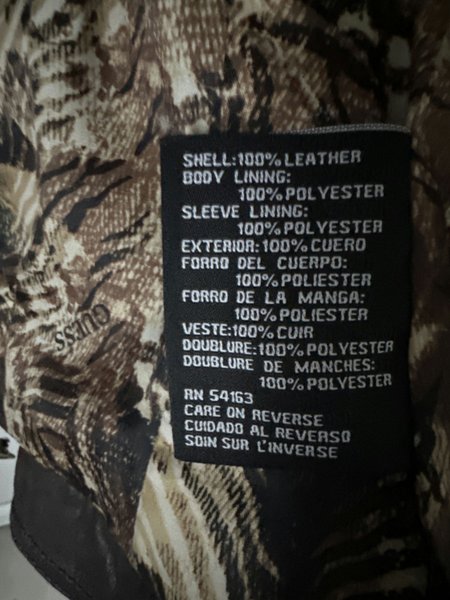 SHELL:100% LEATHER
BODY LINING:
100% POLYESTER
SLEEVE LINING:
100% POLYESTER
EXTERIOR:100% CUERO
FORRO DEL CUERPO:
100% POLIESTER
FORRO DE LA MANGA:
100% POLIESTER
VESTE:100% CUIR
DOUBLURE:100% POLYESTER
DOUBLURE DE MANCHES:
100% POLYESTER
RN 54163
CARE ON REVERSE
CUIDADO AL REVERSO
SOIN SUR L'INVERSE
GUESS